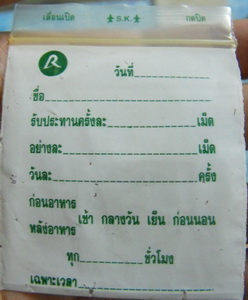 เลื่อนเปิด S.K. กดปิด
R
วันที่
ชื่อ
รับประทานครั้งละ เม็ด
อย่างละ เม็ด
วันละ ครั้ง
ก่อนอาหาร
เช้า กลางวัน เย็น ก่อนนอน
หลังอาหาร
ทุก ชั่วโมง
เฉพาะเวลา